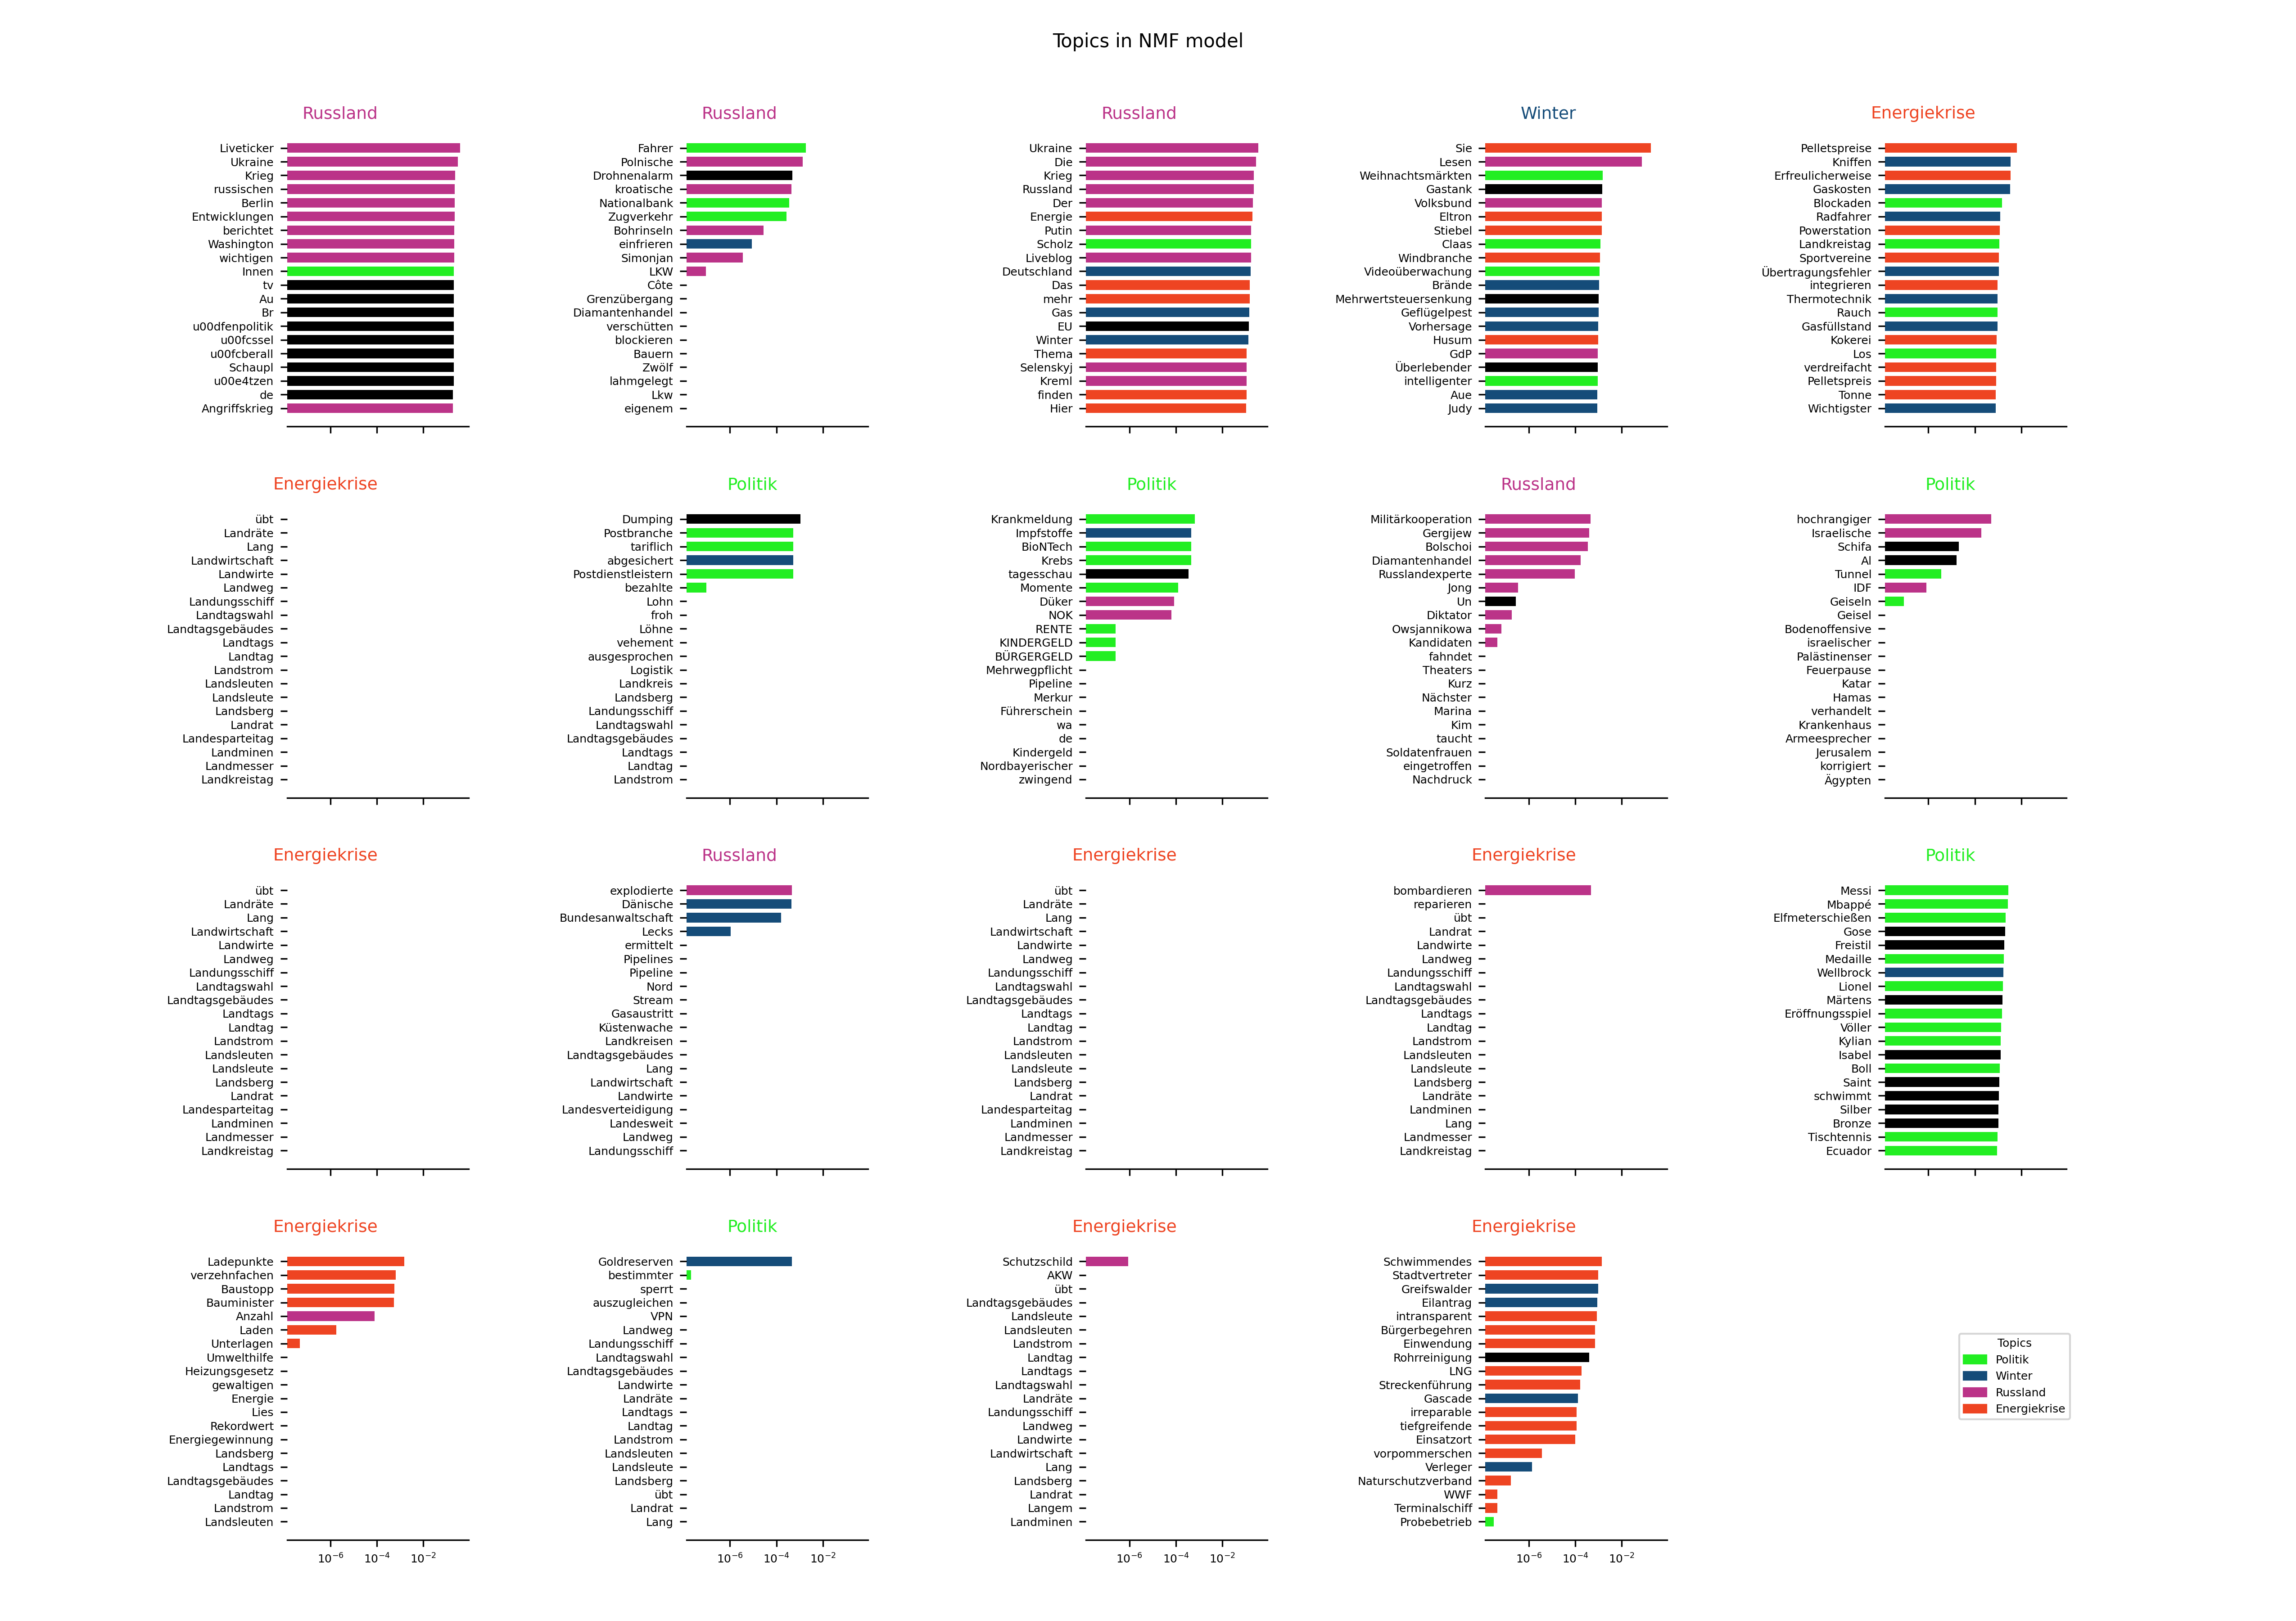 Topics in NMF model
Russland
Liveticker
Ukraine
Krieg
russischen
Berlin
Entwicklungen
berichtet
Washington
wichtigen
Innen
tv
Au
Br
u00dfenpolitik
u00fcssel
u00fcberall
Schaupl
u00e4tzen
de
Angriffskrieg
Russland
Fahrer
Polnische
Drohnenalarm
kroatische
Nationalbank
Zugverkehr
Bohrinseln
einfrieren
Simonjan
LKW
Côte
Grenzübergang
Diamantenhandel
verschütten
blockieren
Bauern
Zwölf
lahmgelegt
Lkw
eigenem
Russland
Ukraine
Die
Krieg
Russland
Der
Energie
Putin
Scholz
Liveblog
Deutschland
Das
mehr
Gas
EU
Winter
Thema
Selenskyj
Kreml
finden
Hier
Winter
Sie
Lesen
Weihnachtsmärkten
Gastank
Volksbund
Eltron
Stiebel
Claas
Windbranche
Videoüberwachung
Brände
Mehrwertsteuersenkung
Geflügelpest
Vorhersage
Husum
GdP
Überlebender
intelligenter
Aue
Judy
Energiekrise
Pelletspreise
Kniffen
Erfreulicherweise
Gaskosten
Blockaden
Radfahrer
Powerstation
Landkreistag
Sportvereine
Übertragungsfehler
integrieren
Thermotechnik
Rauch
Gasfüllstand
Kokerei
Los
verdreifacht
Pelletspreis
Tonne
Wichtigster
Energiekrise
übt
Landräte
Lang
Landwirtschaft
Landwirte
Landweg
Landungsschiff
Landtagswahl
Landtagsgebäudes
Landtags
Landtag
Landstrom
Landsleuten
Landsleute
Landsberg
Landrat
Landesparteitag
Landminen
Landmesser
Landkreistag
Politik
Dumping
Postbranche
tariflich
abgesichert
Postdienstleistern
bezahlte
Lohn
froh
Löhne
vehement
ausgesprochen
Logistik
Landkreis
Landsberg
Landungsschiff
Landtagswahl
Landtagsgebäudes
Landtags
Landtag
Landstrom
Politik
Krankmeldung
Impfstoffe
BioNTech
Krebs
tagesschau
Momente
Düker
NOK
RENTE
KINDERGELD
BÜRGERGELD
Mehrwegpflicht
Pipeline
Merkur
Führerschein
wa
de
Kindergeld
Nordbayerischer
zwingend
Russland
Militärkooperation
Gergijew
Bolschoi
Diamantenhandel
Russlandexperte
Jong
Un
Diktator
Owsjannikowa
Kandidaten
fahndet
Theaters
Kurz
Nächster
Marina
Kim
taucht
Soldatenfrauen
eingetroffen
Nachdruck
Politik
hochrangiger
Israelische
Schifa
Al
Tunnel
IDF
Geiseln
Geisel
Bodenoffensive
israelischer
Palästinenser
Feuerpause
Katar
Hamas
verhandelt
Krankenhaus
Armeesprecher
Jerusalem
korrigiert
Ägypten
Energiekrise
übt
Landräte
Lang
Landwirtschaft
Landwirte
Landweg
Landungsschiff
Landtagswahl
Landtagsgebäudes
Landtags
Landtag
Landstrom
Landsleuten
Landsleute
Landsberg
Landrat
Landesparteitag
Landminen
Landmesser
Landkreistag
Russland
explodierte
Dänische
Bundesanwaltschaft
Lecks
ermittelt
Pipelines
Pipeline
Nord
Stream
Gasaustritt
Küstenwache
Landkreisen
Landtagsgebäudes
Lang
Landwirtschaft
Landwirte
Landesverteidigung
Landesweit
Landweg
Landungsschiff
Energiekrise
übt
Landräte
Lang
Landwirtschaft
Landwirte
Landweg
Landungsschiff
Landtagswahl
Landtagsgebäudes
Landtags
Landtag
Landstrom
Landsleuten
Landsleute
Landsberg
Landrat
Landesparteitag
Landminen
Landmesser
Landkreistag
Energiekrise
bombardieren
reparieren
übt
Landrat
Landwirte
Landweg
Landungsschiff
Landtagswahl
Landtagsgebäudes
Landtags
Landtag
Landstrom
Landsleuten
Landsleute
Landsberg
Landräte
Landminen
Lang
Landmesser
Landkreistag
Politik
Messi
Mbappé
Elfmeterschießen
Gose
Freistil
Medaille
Wellbrock
Lionel
Märtens
Eröffnungsspiel
Völler
Kylian
Isabel
Boll
Saint
schwimmt
Silber
Bronze
Tischtennis
Ecuador
Energiekrise
Ladepunkte
verzehnfachen
Baustopp
Bauminister
Anzahl
Laden
Unterlagen
Umwelthilfe
Heizungsgesetz
gewaltigen
Energie
Lies
Rekordwert
Energiegewinnung
Landsberg
Landtags
Landtagsgebäudes
Landtag
Landstrom
Landsleuten
10⁻⁶ 10⁻⁴ 10⁻²
Politik
Goldreserven
bestimmter
sperrt
auszugleichen
VPN
Landweg
Landungsschiff
Landtagswahl
Landtagsgebäudes
Landwirte
Landräte
Landtags
Landtag
Landstrom
Landsleuten
Landsleute
Landsberg
übt
Landrat
Lang
10⁻⁶ 10⁻⁴ 10⁻²
Energiekrise
Schutzschild
AKW
übt
Landtagsgebäudes
Landsleute
Landsleuten
Landstrom
Landtag
Landtags
Landtagswahl
Landräte
Landungsschiff
Landweg
Landwirte
Landwirtschaft
Lang
Landsberg
Landrat
Langem
Landminen
10⁻⁶ 10⁻⁴ 10⁻²
Energiekrise
Schwimmendes
Stadtvertreter
Greifswalder
Eilantrag
intransparent
Bürgerbegehren
Einwendung
Rohrreinigung
LNG
Streckenführung
Gascade
irreparable
tiefgreifende
Einsatzort
vorpommerschen
Verleger
Naturschutzverband
WWF
Terminalschiff
Probebetrieb
10⁻⁶ 10⁻⁴ 10⁻²
Topics
Politik
Winter
Russland
Energiekrise